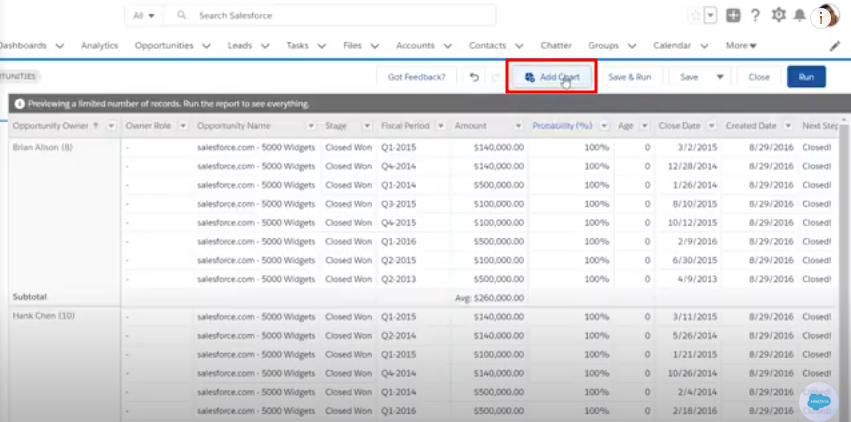 All Search Salesforce
Dashboards Analytics Opportunities Leads Tasks Files Accounts Contacts Chatter Groups Calendar More
UNITIES Got Feedback? Add Chart Save & Run Save Close Run
Previewing a limited number of records. Run the report to see everything.
Opportunity Owner Owner Role Opportunity Name Stage Fiscal Period Amount Probability (%) Age Close Date Created Date Next Step
Brian Alison (8) - salesforce.com - 5000 Widgets Closed Won Q1-2015 $140,000.00 100% 0 3/2/2015 8/29/2016 Closed!
- salesforce.com - 5000 Widgets Closed Won Q4-2014 $140,000.00 100% 0 12/28/2014 8/29/2016 Closed!
- salesforce.com - 5000 Widgets Closed Won Q1-2014 $500,000.00 100% 0 1/26/2014 8/29/2016 Closed!
- salesforce.com - 5000 Widgets Closed Won Q3-2015 $100,000.00 100% 0 8/10/2015 8/29/2016 Closed!
- salesforce.com - 5000 Widgets Closed Won Q4-2015 $100,000.00 100% 0 10/12/2015 8/29/2016 Closed!
- salesforce.com - 5000 Widgets Closed Won Q1-2016 $500,000.00 100% 0 2/9/2016 8/29/2016 Closed!
- salesforce.com - 5000 Widgets Closed Won Q2-2015 $100,000.00 100% 0 6/30/2015 8/29/2016 Closed!
- salesforce.com - 5000 Widgets Closed Won Q2-2013 $500,000.00 100% 0 4/9/2013 8/29/2016 Closed!
Subtotal Avg: $260,000.00
Hank Chen (10) - salesforce.com - 5000 Widgets Closed Won Q1-2015 $140,000.00 100% 0 3/11/2015 8/29/2016 Closed!
- salesforce.com - 5000 Widgets Closed Won Q2-2014 $140,000.00 100% 0 5/26/2014 8/29/2016 Closed!
- salesforce.com - 5000 Widgets Closed Won Q1-2015 $100,000.00 100% 0 1/21/2015 8/29/2016 Closed!
- salesforce.com - 5000 Widgets Closed Won Q4-2014 $140,000.00 100% 0 10/26/2014 8/29/2016 Closed!
- salesforce.com - 5000 Widgets Closed Won Q1-2014 $500,000.00 100% 0 2/4/2014 8/29/2016 Closed!
- salesforce.com - 5000 Widgets Closed Won Q1-2016 $500,000.00 100% 0 2/18/2016 8/29/2016 Closed!